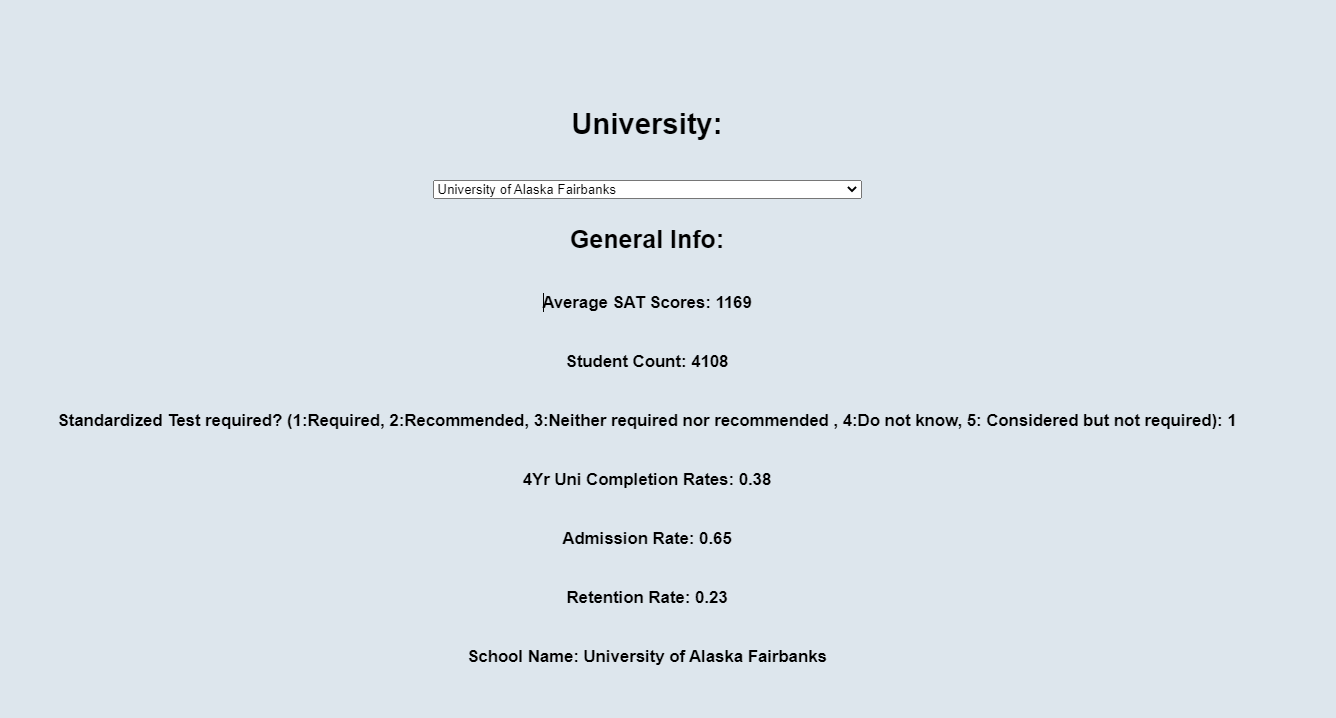 University:
University of Alaska Fairbanks
General Info:
Average SAT Scores: 1169
Student Count: 4108
Standardized Test required? (1:Required, 2:Recommended, 3:Neither required nor recommended , 4:Do not know, 5: Considered but not required): 1
4Yr Uni Completion Rates: 0.38
Admission Rate: 0.65
Retention Rate: 0.23
School Name: University of Alaska Fairbanks